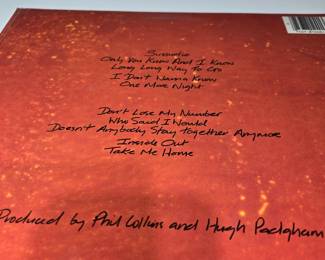 Sussudio
Only You Know And I Know
Long Long Way To Go
I Don't Wanna Know
One More Night
Don't Lose My Number
Who Said I Would
Doesn't Anybody Stay Together Anymore
Inside Out
Take Me Home
Produced by Phil Collins and Hugh Padgham